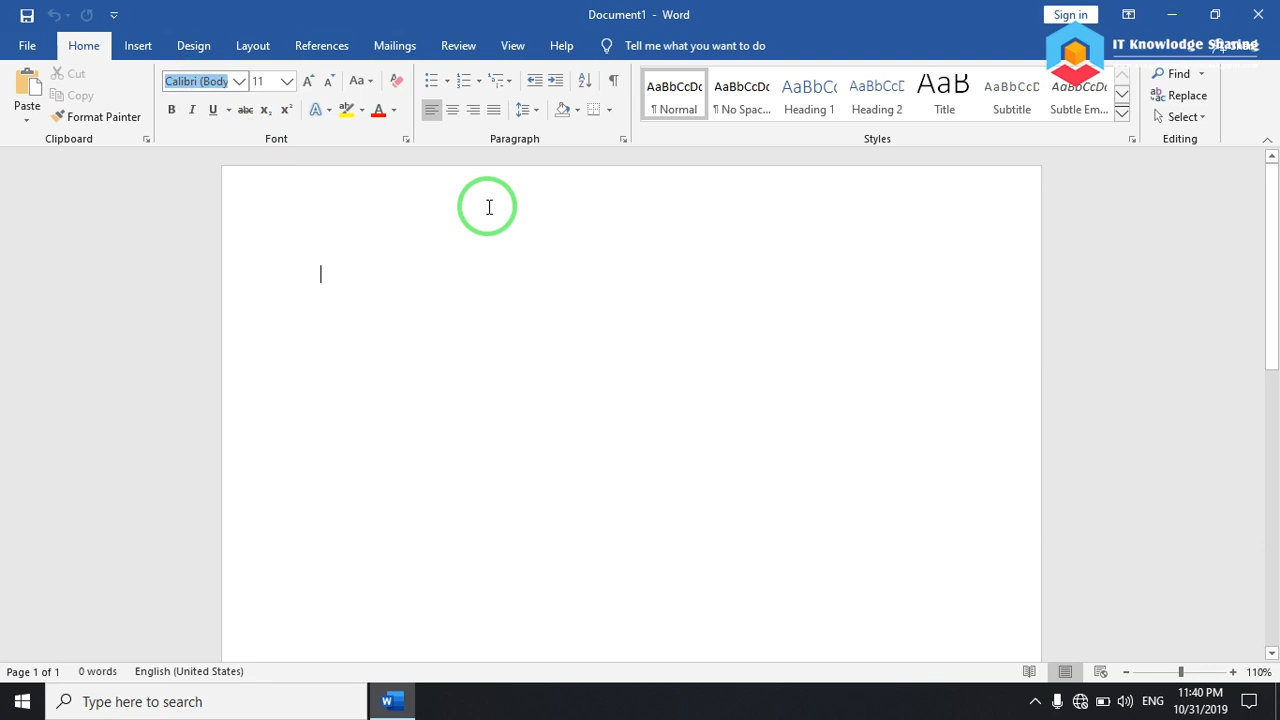 Document1 - Word
Sign in
File Home Insert Design Layout References Mailings Review View Help Tell me what you want to do
IT Knowledge Sharing
Paste
Cut
Copy
Format Painter
Clipboard
Calibri (Body 11
Aa
B I U abc x₂ x² A ab A
Font
Paragraph
AaBbCcDc AaBbCcDc AaBbCc AaBbCcD AaB AaBbCcD AaBbCcDc
¶ Normal ¶ No Spac... Heading 1 Heading 2 Title Subtitle Subtle Em...
Styles
Find
Replace
Select
Editing
Page 1 of 1 0 words English (United States) 110%
Type here to search
W
ENG
11:40 PM
10/31/2019